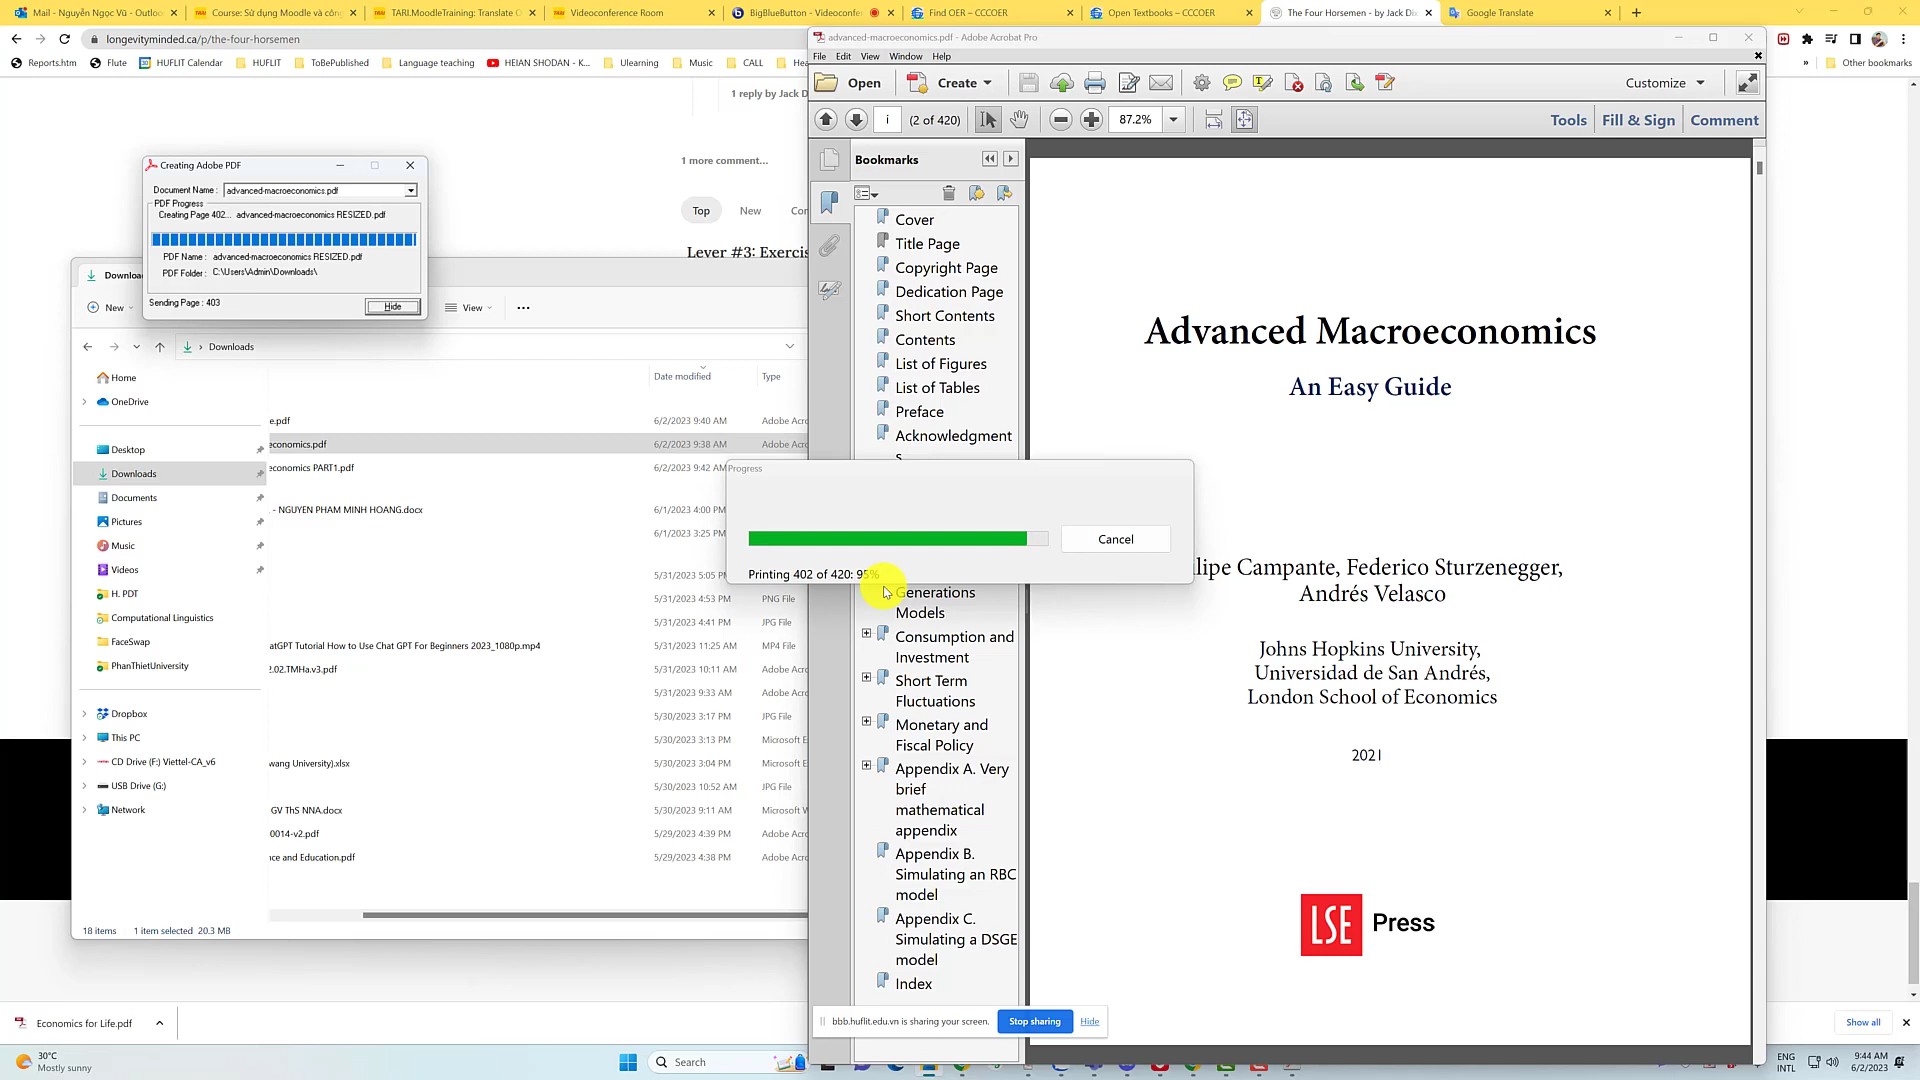 Mail - Nguyễn Ngọc Vũ - Outloo
Course: Sử dụng Moodle và côn
TARI.MoodleTraining: Translate C
Videoconference Room
BigBlueButton - Videoconfe
Find OER – CCCOER
Open Textbooks – CCCOER
The Four Horsemen - by Jack Di
Google Translate
longevityminded.ca/p/the-four-horsemen
Reports.htm
Flute
HUFLIT Calendar
HUFLIT
ToBePublished
Language teaching
HEIAN SHODAN - K...
Ulearning
Music
CALL
Hea
Other bookmarks
1 reply by Jack D
1 more comment...
Top
New
Lever #3: Exercis
Creating Adobe PDF
Document Name :
advanced-macroeconomics.pdf
PDF Progress
Creating Page 402... advanced-macroeconomics RESIZED.pdf
PDF Name : advanced-macroeconomics RESIZED.pdf
PDF Folder : C:\Users\Admin\Downloads\
Sending Page : 403
Hide
Downloa
New
View
Downloads
Date modified
Type
Home
OneDrive
Desktop
Downloads
Documents
Pictures
Music
Videos
H. PDT
Computational Linguistics
FaceSwap
PhanThietUniversity
Dropbox
This PC
CD Drive (F:) Viettel-CA_v6
USB Drive (G:)
Network
e.pdf 6/2/2023 9:40 AM Adobe Acro
economics.pdf 6/2/2023 9:38 AM Adobe Acro
economics PART1.pdf 6/2/2023 9:42 AM
- NGUYEN PHAM MINH HOANG.docx 6/1/2023 4:00 PM
6/1/2023 3:25 PM
5/31/2023 5:05 PM
5/31/2023 4:53 PM PNG File
5/31/2023 4:41 PM JPG File
atGPT Tutorial How to Use Chat GPT For Beginners 2023_1080p.mp4 5/31/2023 11:25 AM MP4 File
2.02.TMHa.v3.pdf 5/31/2023 10:11 AM Adobe Acro
5/31/2023 9:33 AM Adobe Acro
5/30/2023 3:17 PM JPG File
5/30/2023 3:13 PM Microsoft E
wang University).xlsx 5/30/2023 3:04 PM Microsoft E
5/30/2023 10:52 AM JPG File
GV ThS NNA.docx 5/30/2023 9:11 AM Microsoft W
0014-v2.pdf 5/29/2023 4:39 PM Adobe Acro
ice and Education.pdf 5/29/2023 4:38 PM Adobe Acro
18 items
1 item selected 20.3 MB
advanced-macroeconomics.pdf - Adobe Acrobat Pro
File Edit View Window Help
Open
Create
Customize
i
(2 of 420)
87.2%
Tools
Fill & Sign
Comment
Bookmarks
Cover
Title Page
Copyright Page
Dedication Page
Short Contents
Contents
List of Figures
List of Tables
Preface
Acknowledgment
s
Progress
Cancel
Printing 402 of 420: 95%
Generations
Models
Consumption and
Investment
Short Term
Fluctuations
Monetary and
Fiscal Policy
Appendix A. Very
brief
mathematical
appendix
Appendix B.
Simulating an RBC
model
Appendix C.
Simulating a DSGE
model
Index
Advanced Macroeconomics
An Easy Guide
lipe Campante, Federico Sturzenegger,
Andrés Velasco
Johns Hopkins University,
Universidad de San Andrés,
London School of Economics
2021
LSE Press
bbb.huflit.edu.vn is sharing your screen.
Stop sharing
Hide
Economics for Life.pdf
Show all
30°C
Mostly sunny
Search
ENG
INTL
9:44 AM
6/2/2023